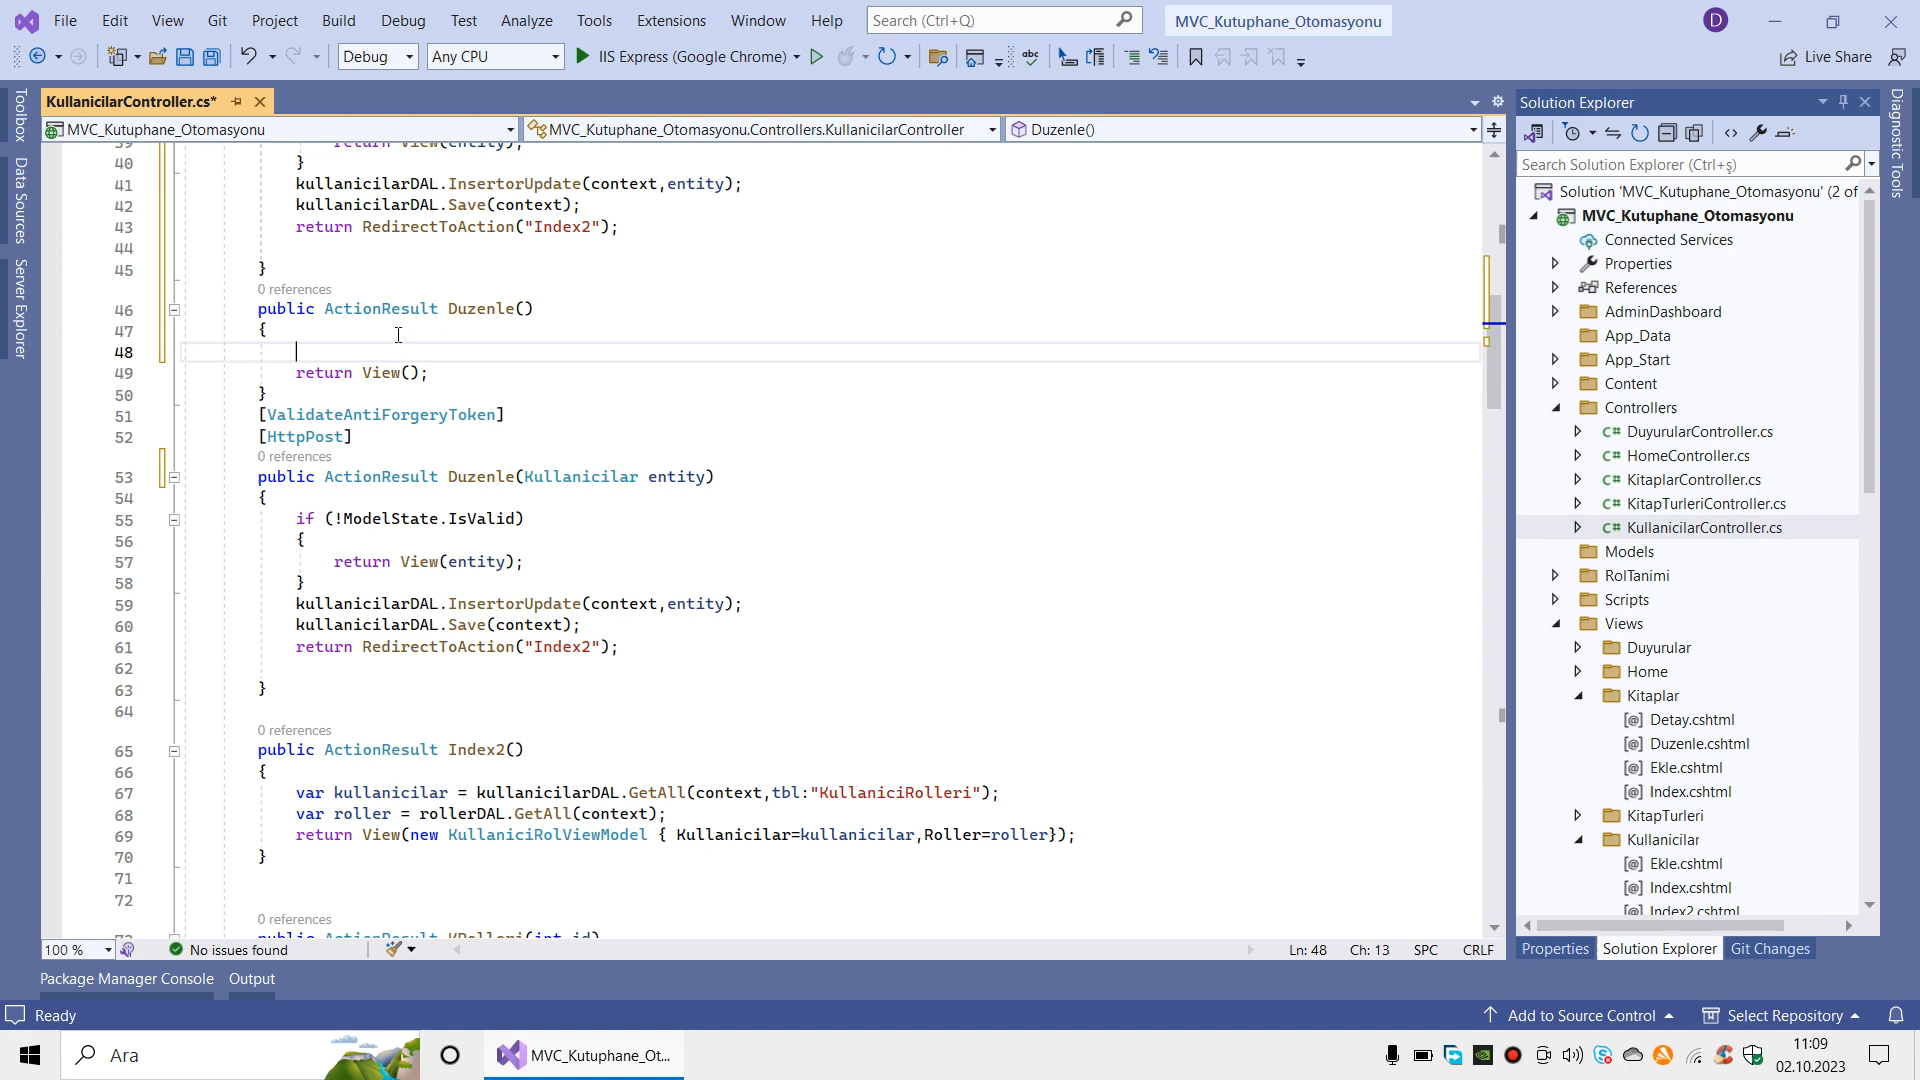 File Edit View Git Project Build Debug Test Analyze Tools Extensions Window Help Search (Ctrl+Q) MVC_Kutuphane_Otomasyonu D
Debug Any CPU IIS Express (Google Chrome) Live Share
KullanicilarController.cs*
MVC_Kutuphane_Otomasyonu MVC_Kutuphane_Otomasyonu.Controllers.KullanicilarController Duzenle()
39 return View(entity);
40 }
41 kullanicilarDAL.InsertorUpdate(context,entity);
42 kullanicilarDAL.Save(context);
43 return RedirectToAction("Index2");
44
45 }
0 references
46 public ActionResult Duzenle()
47 {
48
49 return View();
50 }
51 [ValidateAntiForgeryToken]
52 [HttpPost]
0 references
53 public ActionResult Duzenle(Kullanicilar entity)
54 {
55 if (!ModelState.IsValid)
56 {
57 return View(entity);
58 }
59 kullanicilarDAL.InsertorUpdate(context,entity);
60 kullanicilarDAL.Save(context);
61 return RedirectToAction("Index2");
62
63 }
64
0 references
65 public ActionResult Index2()
66 {
67 var kullanicilar = kullanicilarDAL.GetAll(context,tbl:"KullaniciRolleri");
68 var roller = rollerDAL.GetAll(context);
69 return View(new KullaniciRolViewModel { Kullanicilar=kullanicilar,Roller=roller});
70 }
71
72
0 references
public ActionResult KRolleri(int id)
100 % No issues found Ln: 48 Ch: 13 SPC CRLF
Toolbox
Data Sources
Server Explorer
Solution Explorer
Search Solution Explorer (Ctrl+ş)
Solution 'MVC_Kutuphane_Otomasyonu' (2 of
MVC_Kutuphane_Otomasyonu
Connected Services
Properties
References
AdminDashboard
App_Data
App_Start
Content
Controllers
C# DuyurularController.cs
C# HomeController.cs
C# KitaplarController.cs
C# KitapTurleriController.cs
C# KullanicilarController.cs
Models
RolTanimi
Scripts
Views
Duyurular
Home
Kitaplar
[@] Detay.cshtml
[@] Duzenle.cshtml
[@] Ekle.cshtml
[@] Index.cshtml
KitapTurleri
Kullanicilar
[@] Ekle.cshtml
[@] Index.cshtml
[@] Index2.cshtml
Properties Solution Explorer Git Changes
Diagnostic Tools
Package Manager Console Output
Ready Add to Source Control Select Repository
Ara MVC_Kutuphane_Ot... 11:09
02.10.2023